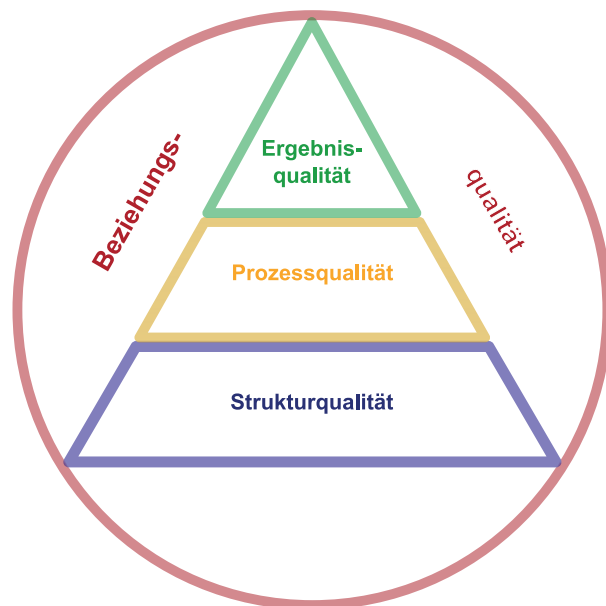 Beziehungs-
qualität
Ergebnis-
qualität
Prozessqualität
Strukturqualität